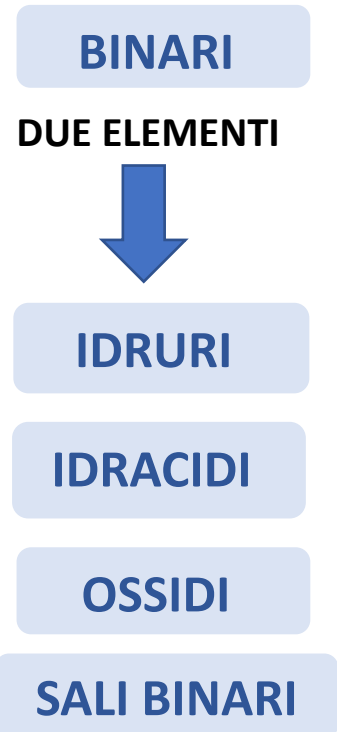 BINARI
DUE ELEMENTI
IDRURI
IDRACIDI
OSSIDI
SALI BINARI